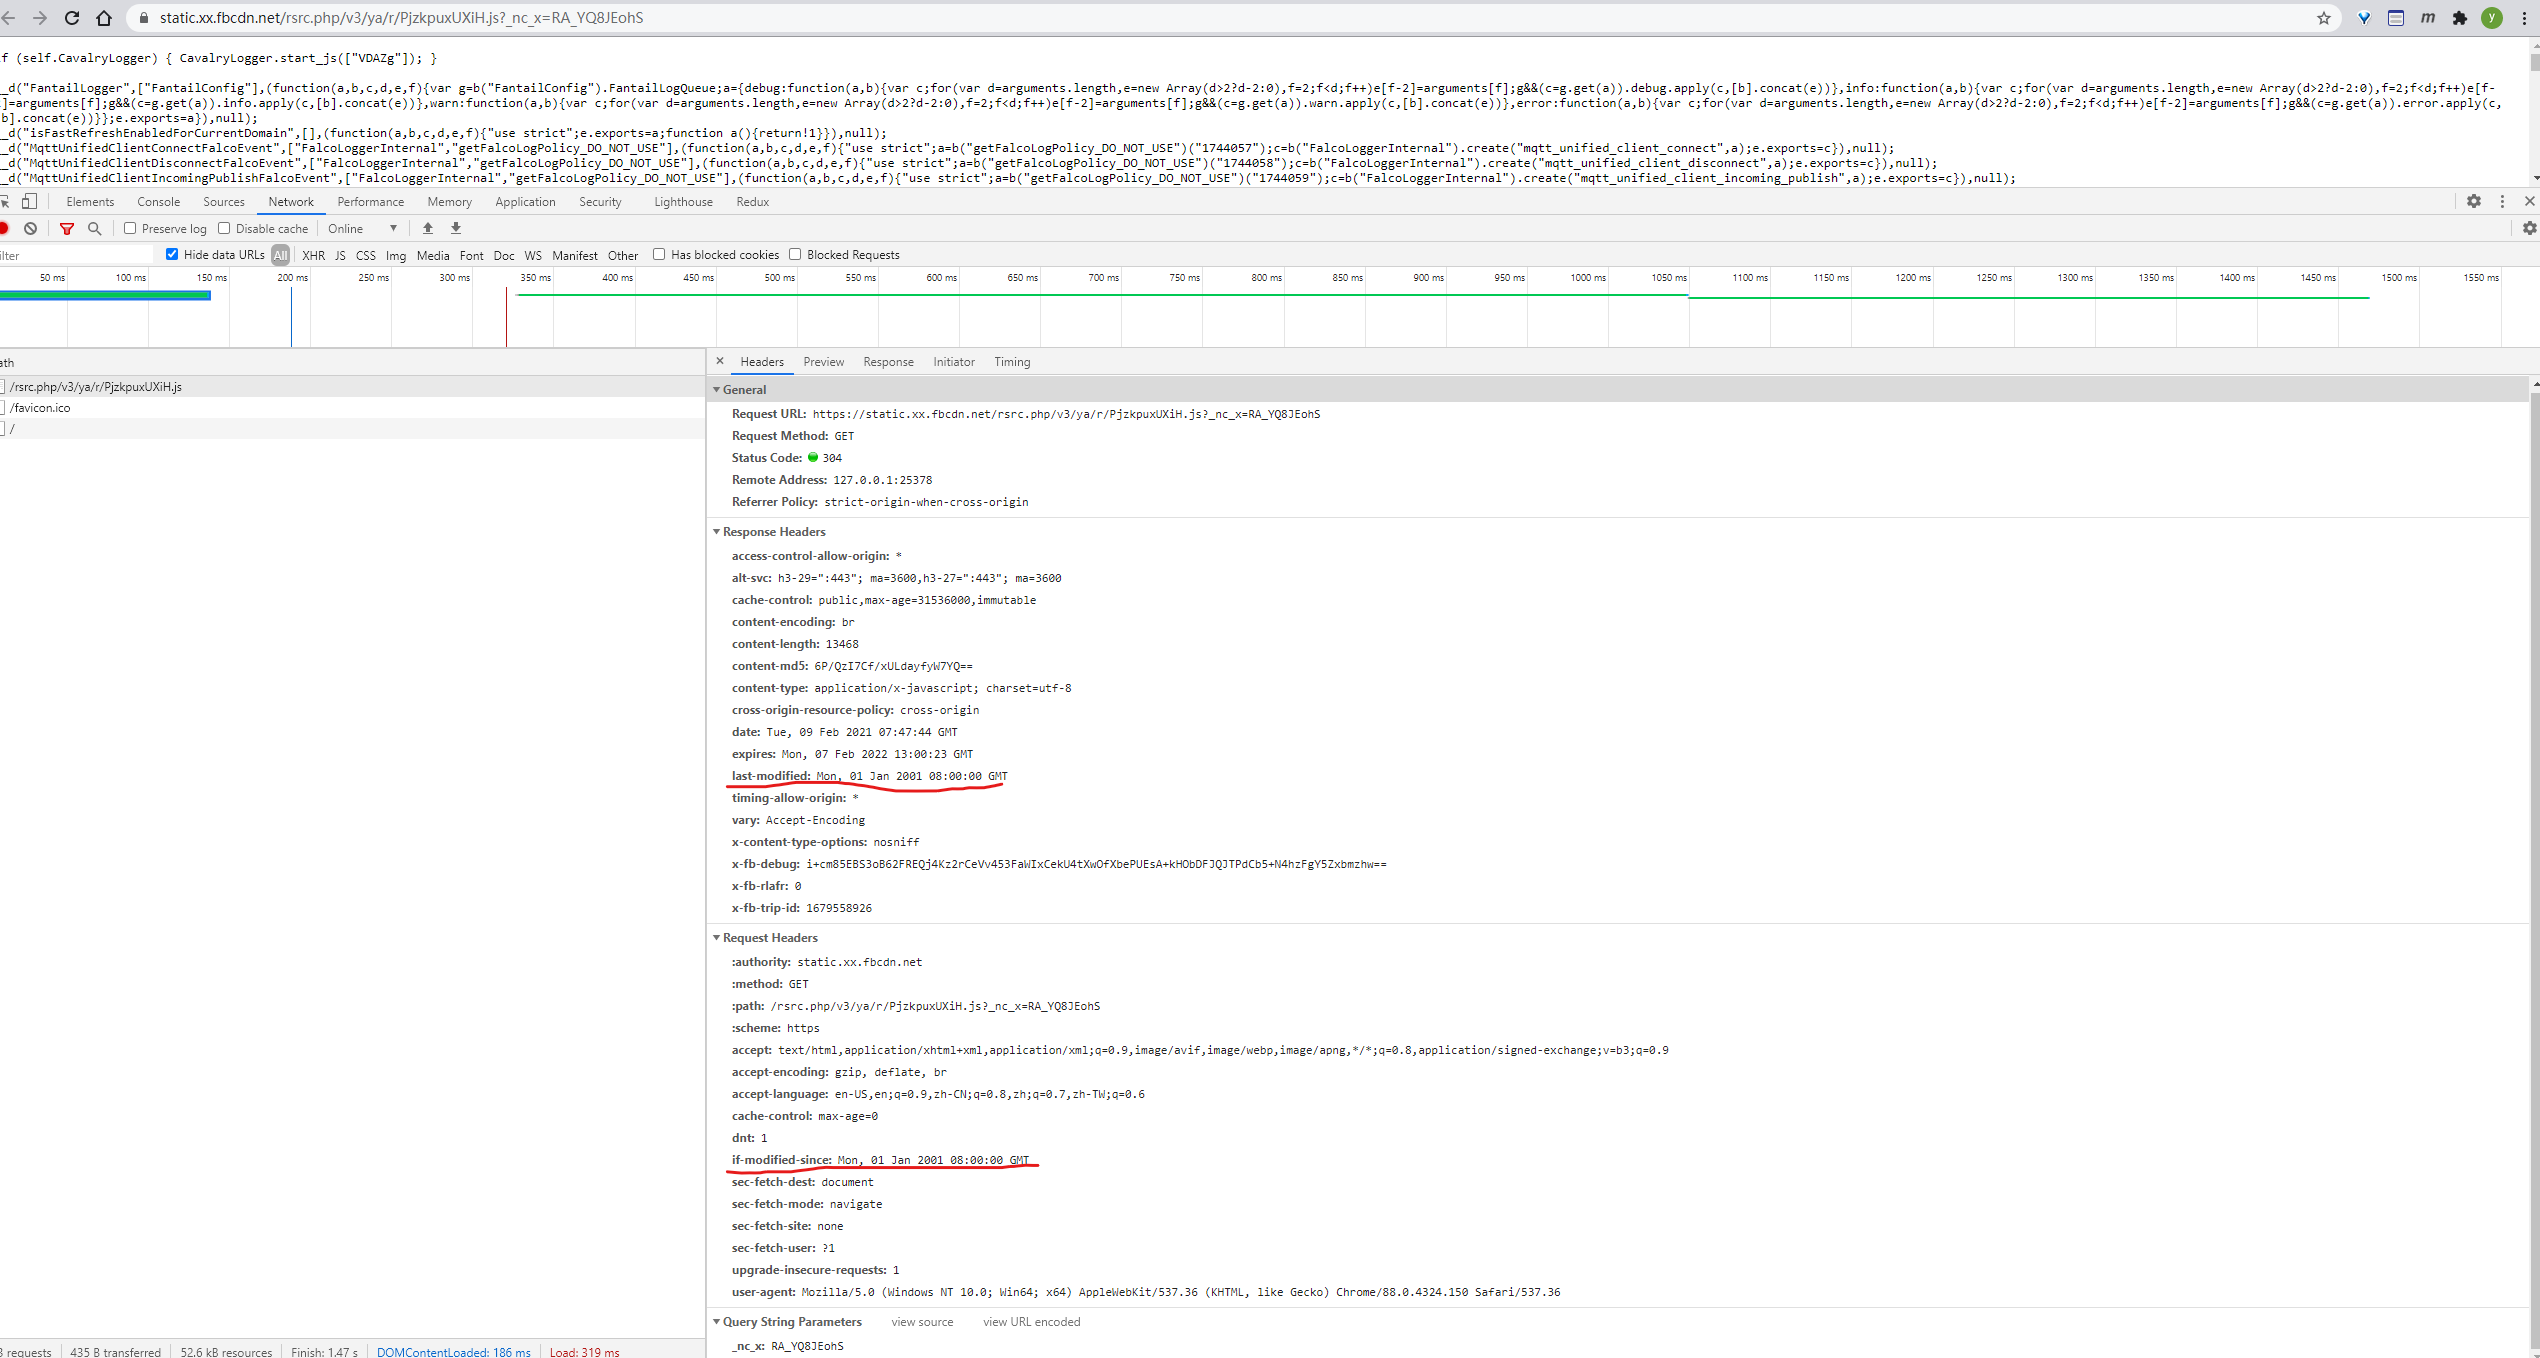 static.xx.fbcdn.net/rsrc.php/v3/ya/r/PjzkpuxUXiH.js?_nc_x=RA_YQ8JEohS
y
f (self.CavalryLogger) { CavalryLogger.start_js(["VDAZg"]); }
_d("FantailLogger",["FantailConfig"],(function(a,b,c,d,e,f){var g=b("FantailConfig").FantailLogQueue;a={debug:function(a,b){var c;for(var d=arguments.length,e=new Array(d>2?d-2:0),f=2;f<d;f++)e[f-2]=arguments[f];g&&(c=g.get(a)).debug.apply(c,[b].concat(e))},info:function(a,b){var c;for(var d=arguments.length,e=new Array(d>2?d-2:0),f=2;f<d;f++)e[f-
]=arguments[f];g&&(c=g.get(a)).info.apply(c,[b].concat(e))},warn:function(a,b){var c;for(var d=arguments.length,e=new Array(d>2?d-2:0),f=2;f<d;f++)e[f-2]=arguments[f];g&&(c=g.get(a)).warn.apply(c,[b].concat(e))},error:function(a,b){var c;for(var d=arguments.length,e=new Array(d>2?d-2:0),f=2;f<d;f++)e[f-2]=arguments[f];g&&(c=g.get(a)).error.apply(c,
b].concat(e))}};e.exports=a}),null);
_d("isFastRefreshEnabledForCurrentDomain",[],(function(a,b,c,d,e,f){"use strict";e.exports=a;function a(){return!1}}),null);
_d("MqttUnifiedClientConnectFalcoEvent",["FalcoLoggerInternal","getFalcoLogPolicy_DO_NOT_USE"],(function(a,b,c,d,e,f){"use strict";a=b("getFalcoLogPolicy_DO_NOT_USE")("1744057");c=b("FalcoLoggerInternal").create("mqtt_unified_client_connect",a);e.exports=c}),null);
_d("MqttUnifiedClientDisconnectFalcoEvent",["FalcoLoggerInternal","getFalcoLogPolicy_DO_NOT_USE"],(function(a,b,c,d,e,f){"use strict";a=b("getFalcoLogPolicy_DO_NOT_USE")("1744058");c=b("FalcoLoggerInternal").create("mqtt_unified_client_disconnect",a);e.exports=c}),null);
_d("MqttUnifiedClientIncomingPublishFalcoEvent",["FalcoLoggerInternal","getFalcoLogPolicy_DO_NOT_USE"],(function(a,b,c,d,e,f){"use strict";a=b("getFalcoLogPolicy_DO_NOT_USE")("1744059");c=b("FalcoLoggerInternal").create("mqtt_unified_client_incoming_publish",a);e.exports=c}),null);
Elements Console Sources Network Performance Memory Application Security Lighthouse Redux
Preserve log Disable cache Online
ilter Hide data URLs All XHR JS CSS Img Media Font Doc WS Manifest Other Has blocked cookies Blocked Requests
50 ms 100 ms 150 ms 200 ms 250 ms 300 ms 350 ms 400 ms 450 ms 500 ms 550 ms 600 ms 650 ms 700 ms 750 ms 800 ms 850 ms 900 ms 950 ms 1000 ms 1050 ms 1100 ms 1150 ms 1200 ms 1250 ms 1300 ms 1350 ms 1400 ms 1450 ms 1500 ms 1550 ms
ath
/rsrc.php/v3/ya/r/PjzkpuxUXiH.js
/favicon.ico
/
Headers Preview Response Initiator Timing
General
Request URL: https://static.xx.fbcdn.net/rsrc.php/v3/ya/r/PjzkpuxUXiH.js?_nc_x=RA_YQ8JEohS
Request Method: GET
Status Code: 304
Remote Address: 127.0.0.1:25378
Referrer Policy: strict-origin-when-cross-origin
Response Headers
access-control-allow-origin: *
alt-svc: h3-29=":443"; ma=3600,h3-27=":443"; ma=3600
cache-control: public,max-age=31536000,immutable
content-encoding: br
content-length: 13468
content-md5: 6P/QzI7Cf/xULdayfyW7YQ==
content-type: application/x-javascript; charset=utf-8
cross-origin-resource-policy: cross-origin
date: Tue, 09 Feb 2021 07:47:44 GMT
expires: Mon, 07 Feb 2022 13:00:23 GMT
last-modified: Mon, 01 Jan 2001 08:00:00 GMT
timing-allow-origin: *
vary: Accept-Encoding
x-content-type-options: nosniff
x-fb-debug: i+cm85EBS3oB62FREQj4Kz2rCeVv453FaWIxCekU4tXwOfXbePUEsA+kHObDFJQJTPdCb5+N4hzFgY5Zxbmzhw==
x-fb-rlafr: 0
x-fb-trip-id: 1679558926
Request Headers
:authority: static.xx.fbcdn.net
:method: GET
:path: /rsrc.php/v3/ya/r/PjzkpuxUXiH.js?_nc_x=RA_YQ8JEohS
:scheme: https
accept: text/html,application/xhtml+xml,application/xml;q=0.9,image/avif,image/webp,image/apng,*/*;q=0.8,application/signed-exchange;v=b3;q=0.9
accept-encoding: gzip, deflate, br
accept-language: en-US,en;q=0.9,zh-CN;q=0.8,zh;q=0.7,zh-TW;q=0.6
cache-control: max-age=0
dnt: 1
if-modified-since: Mon, 01 Jan 2001 08:00:00 GMT
sec-fetch-dest: document
sec-fetch-mode: navigate
sec-fetch-site: none
sec-fetch-user: ?1
upgrade-insecure-requests: 1
user-agent: Mozilla/5.0 (Windows NT 10.0; Win64; x64) AppleWebKit/537.36 (KHTML, like Gecko) Chrome/88.0.4324.150 Safari/537.36
Query String Parameters view source view URL encoded
_nc_x: RA_YQ8JEohS
3 requests 435 B transferred 52.6 kB resources Finish: 1.47 s DOMContentLoaded: 186 ms Load: 319 ms